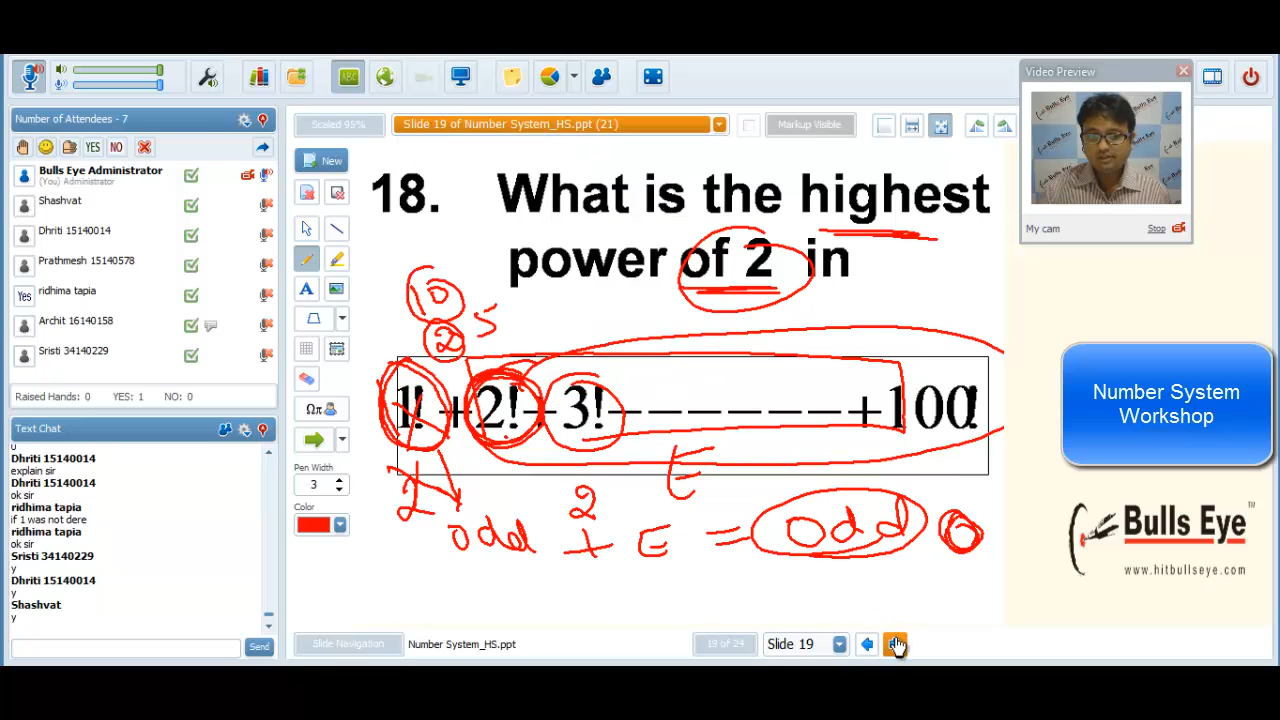 Number of Attendees - 7
YES NO
Bulls Eye Administrator
(You) Administrator
Shashvat
Dhriti 15140014
Prathmesh 15140578
Yes ridhima tapia
Archit 16140158
Sristi 34140229
Raised Hands: 0 YES: 1 NO: 0
Text Chat
Dhriti 15140014
explain sir
Dhriti 15140014
ok sir
ridhima tapia
if 1 was not dere
ridhima tapia
ok sir
Sristi 34140229
y
Dhriti 15140014
y
Shashvat
y
Send
ABC
Scaled 95%
Slide 19 of Number System_HS.ppt (21)
Markup Visible
New
A
Ωπ
Pen Width
3
Color
18. What is the highest
power of 2 in
10
2 5
1! + 2! + 3! - - - - - - - + 100!
E
2
odd + E = odd 0
Slide Navigation
Number System_HS.ppt
19 of 24
Slide 19
Video Preview
My cam
Stop
Number System
Workshop
Bulls Eye
TM
www.hitbullseye.com